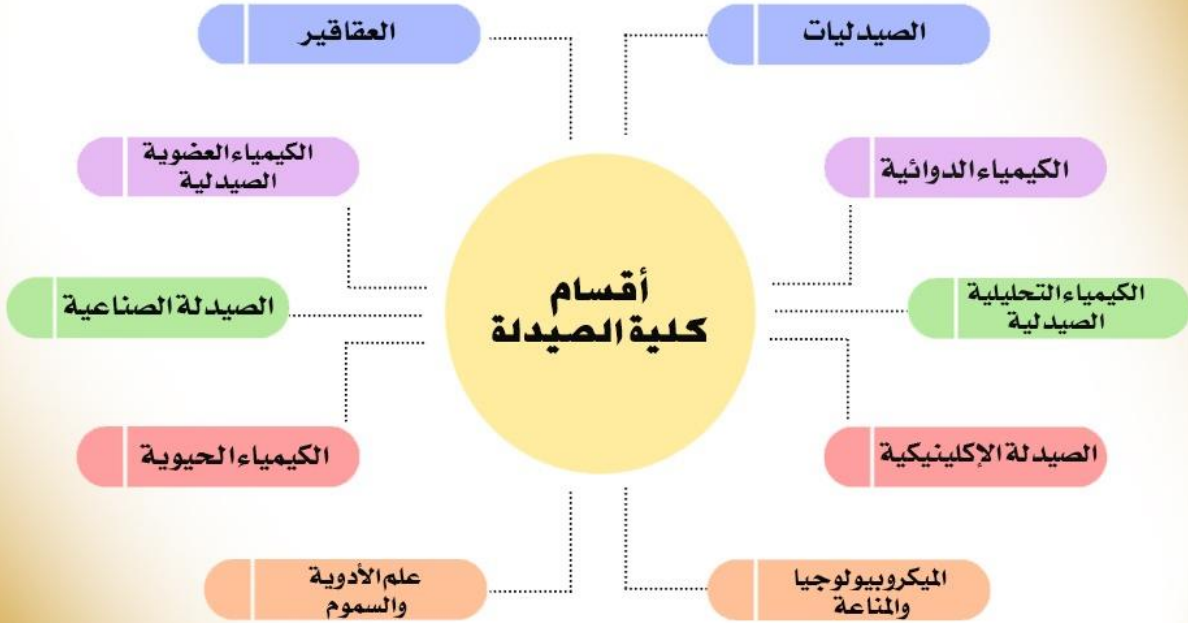 الصيدليات
العقاقير
الكيمياء الدوائية
الكيمياء العضوية
الصيدلية
أقسام
كلية الصيدلة
الكيمياء التحليلية
الصيدلية
الصيدلة الصناعية
الصيدلة الإكلينيكية
الكيمياء الحيوية
الميكروبيولوجيا
والمناعة
علم الأدوية
والسموم